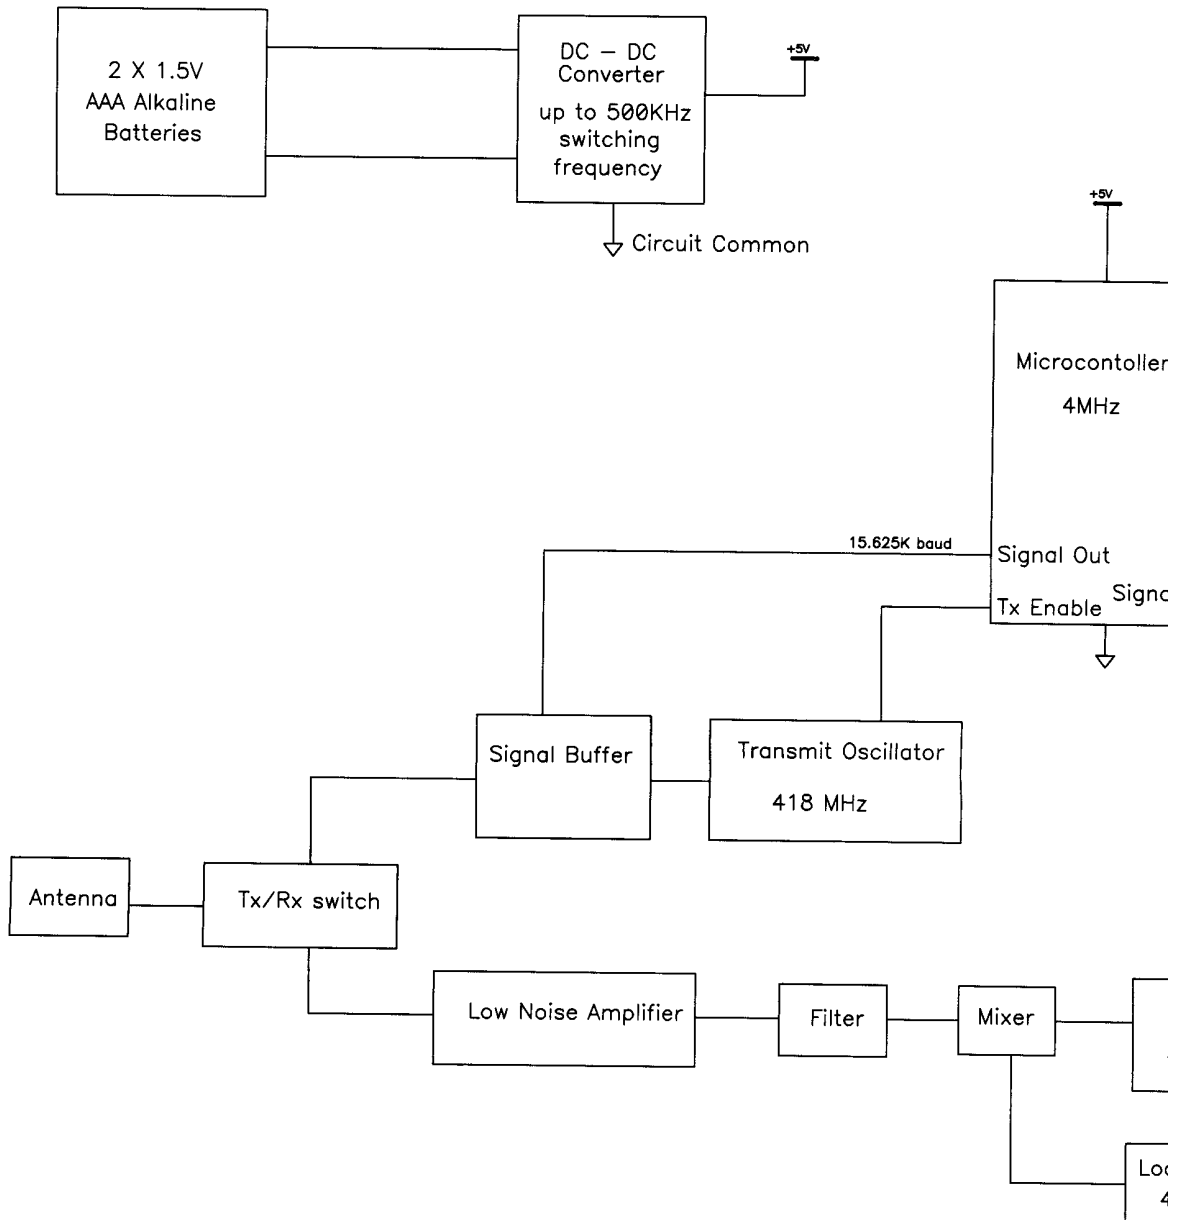 2 X 1.5V
AAA Alkaline
Batteries
DC – DC
Converter
up to 500KHz
switching
frequency
+5V
Circuit Common
+5V
Microcontoller
4MHz
15.625K baud
Signal Out
Tx Enable
Signal Buffer
Transmit Oscillator
418 MHz
Antenna
Tx/Rx switch
Low Noise Amplifier
Filter
Mixer